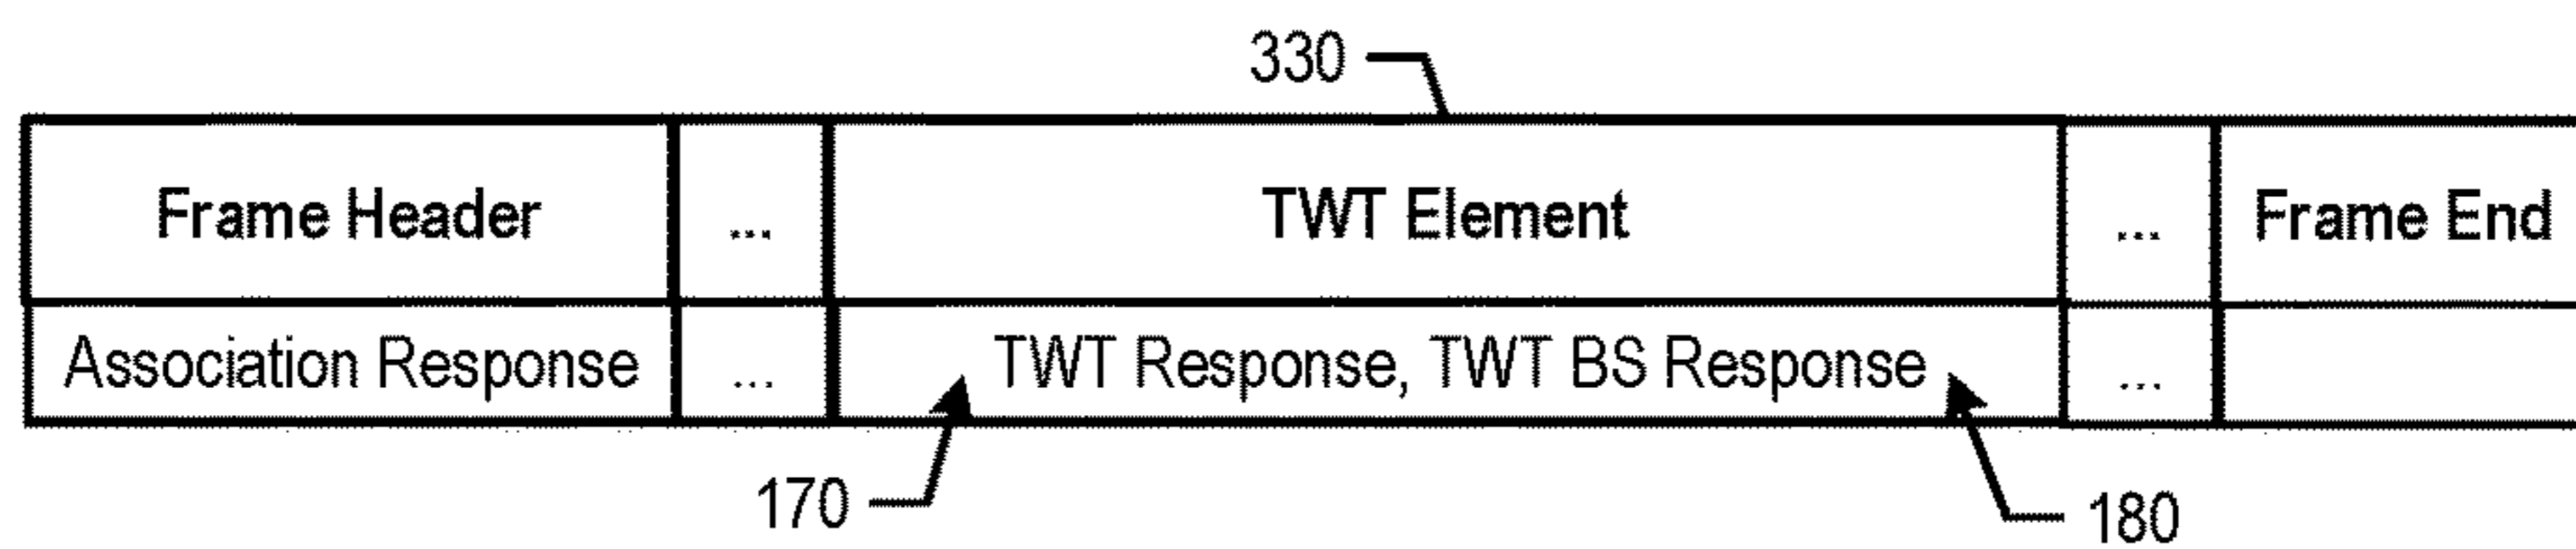 330
Frame Header ... TWT Element ... Frame End
Association Response ... TWT Response, TWT BS Response ...
170 180